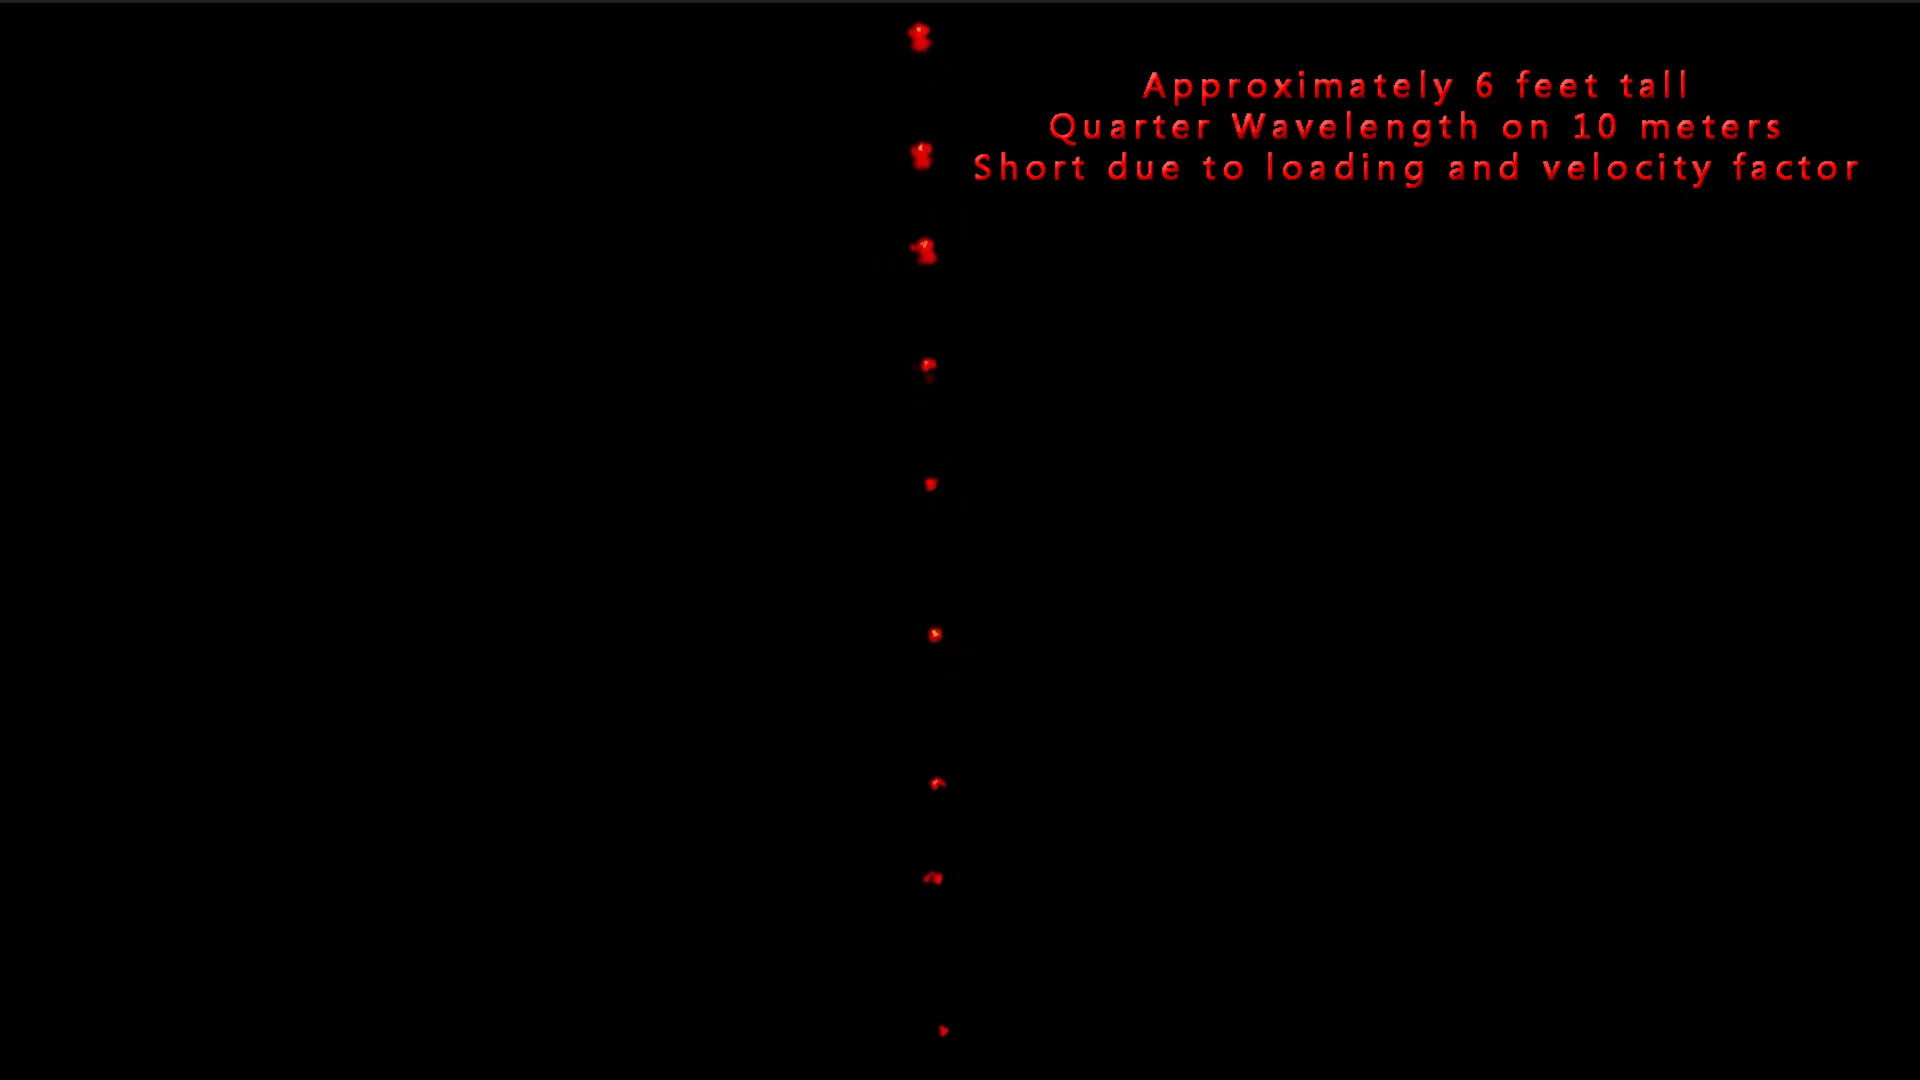 Approximately 6 feet tall
Quarter Wavelength on 10 meters
Short due to loading and velocity factor